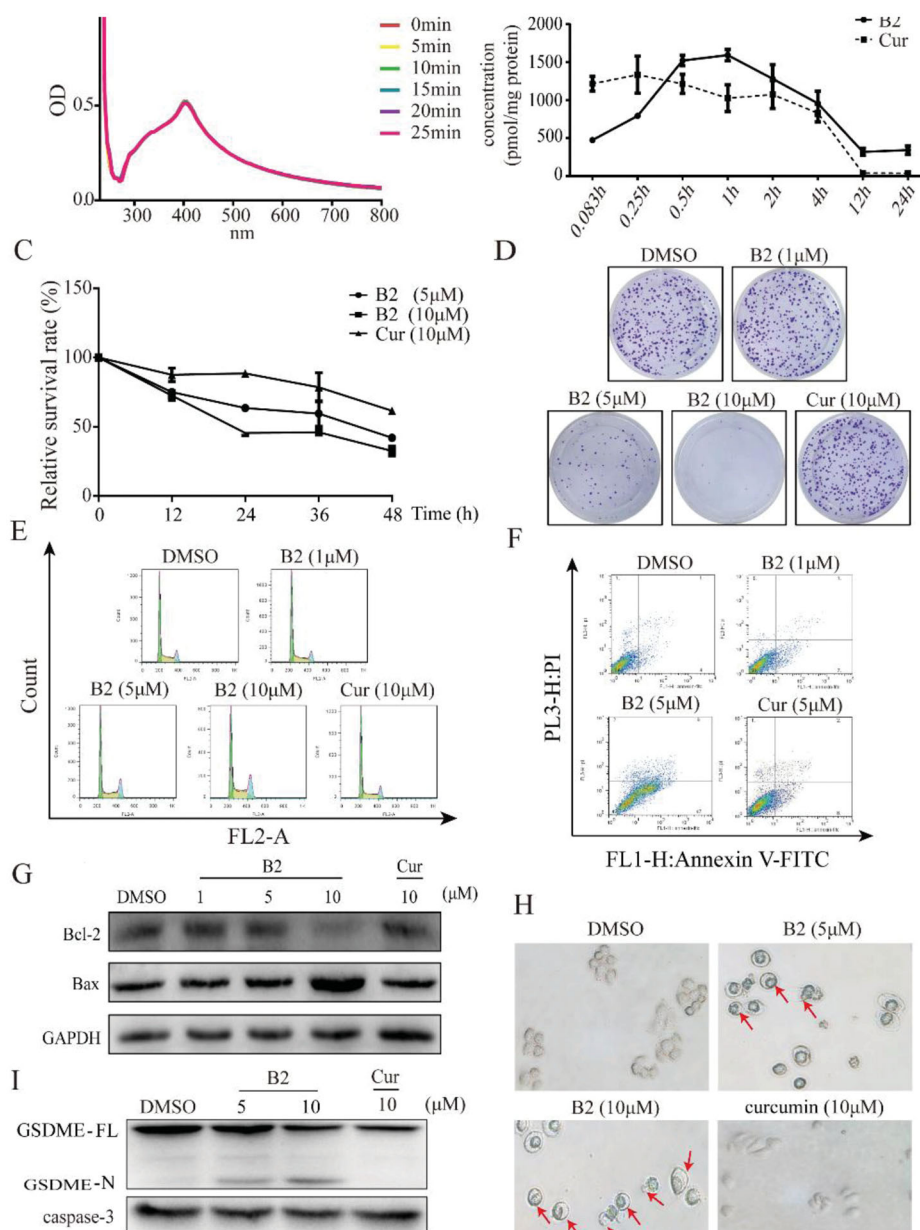 0min
5min
10min
15min
20min
25min
OD
0.5
0.0
300
400
500
600
700
800
nm
concentration
(pmol/mg protein)
2000
1500
1000
500
0
B2
Cur
0.083h
0.25h
0.5h
1h
2h
4h
12h
24h
C
Relative survival rate (%)
150
100
50
0
B2 (5μM)
B2 (10μM)
Cur (10μM)
0
12
24
36
48
Time (h)
D
DMSO
B2 (1μM)
B2 (5μM)
B2 (10μM)
Cur (10μM)
E
DMSO
B2 (1μM)
B2 (5μM)
B2 (10μM)
Cur (10μM)
Count
FL2-A
F
DMSO
B2 (1μM)
B2 (5μM)
Cur (5μM)
PL3-H:PI
FL1-H:Annexin V-FITC
G
B2
Cur
DMSO
1
5
10
10
(μM)
Bcl-2
Bax
GAPDH
H
DMSO
B2 (5μM)
B2 (10μM)
curcumin (10μM)
I
B2
Cur
DMSO
5
10
10
(μM)
GSDME-FL
GSDME-N
caspase-3